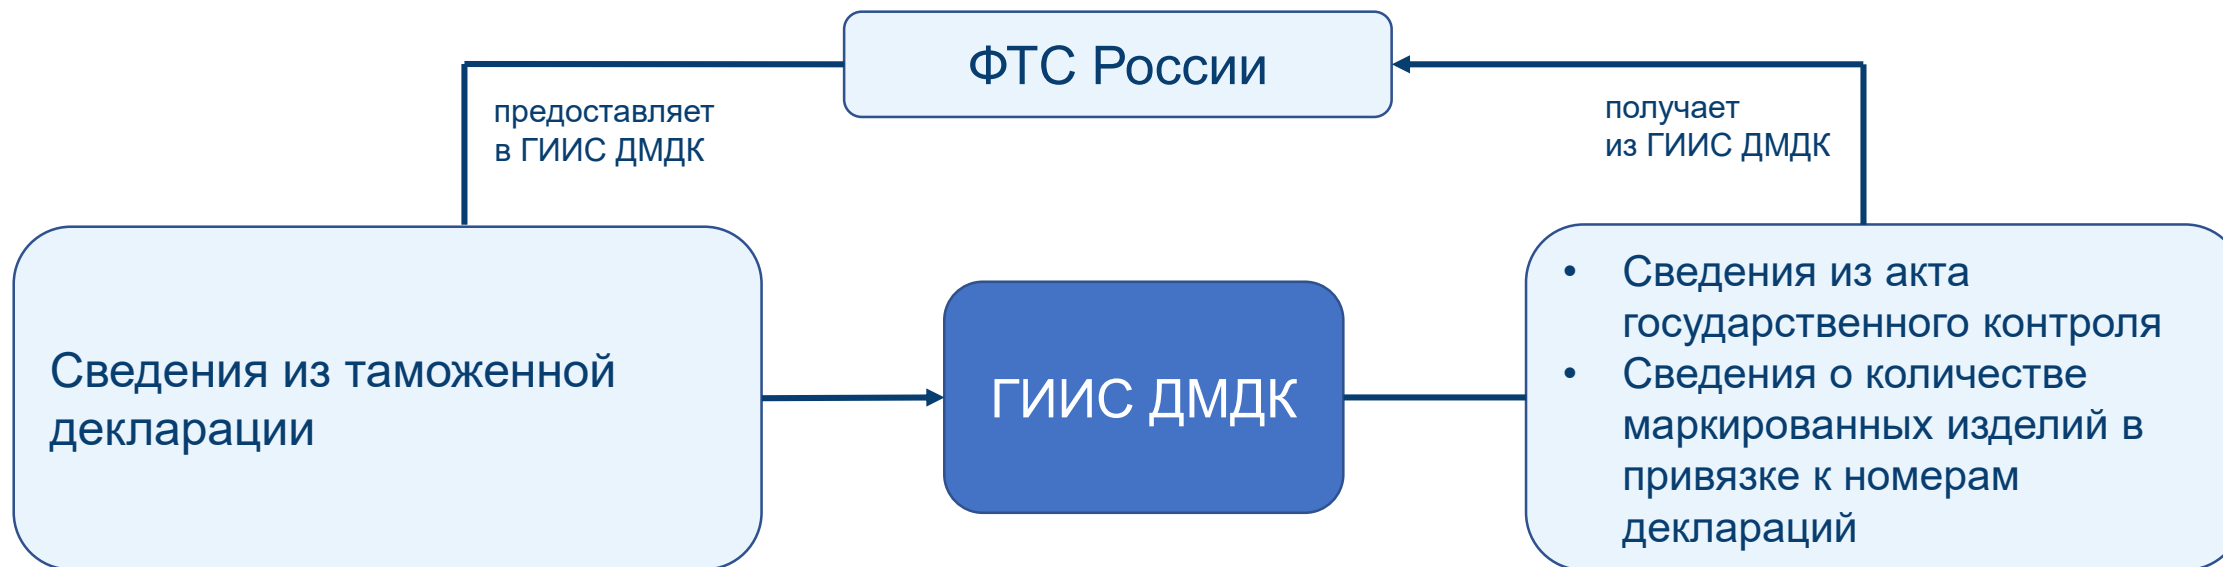 ФТС России
предоставляет
в ГИИС ДМДК
получает
из ГИИС ДМДК
Сведения из таможенной
декларации
ГИИС ДМДК
• Сведения из акта
государственного контроля
• Сведения о количестве
маркированных изделий в
привязке к номерам
деклараций